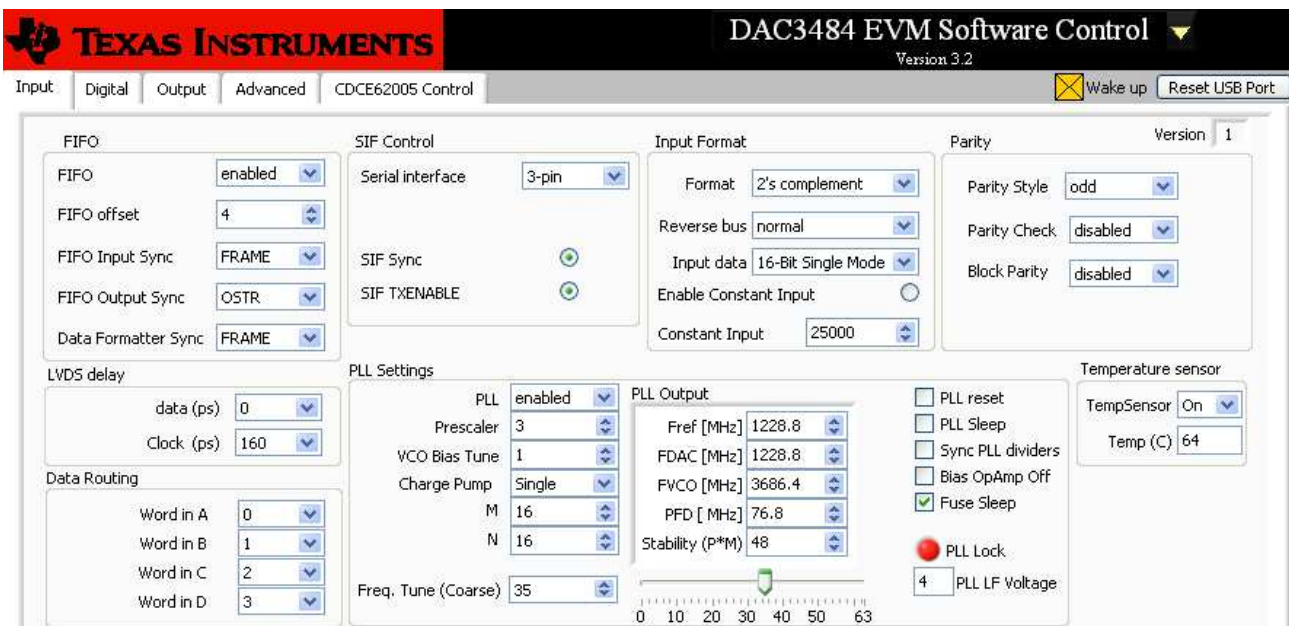 TEXAS INSTRUMENTS
DAC3484 EVM Software Control
Version 3.2
Input Digital Output Advanced CDCE62005 Control
Wake up Reset USB Port
Version 1
FIFO
FIFO enabled
FIFO offset 4
FIFO Input Sync FRAME
FIFO Output Sync OSTR
Data Formatter Sync FRAME
SIF Control
Serial interface 3-pin
SIF Sync
SIF TXENABLE
Input Format
Format 2's complement
Reverse bus normal
Input data 16-Bit Single Mode
Enable Constant Input
Constant Input 25000
Parity
Parity Style odd
Parity Check disabled
Block Parity disabled
LVDS delay
data (ps) 0
Clock (ps) 160
Data Routing
Word in A 0
Word in B 1
Word in C 2
Word in D 3
PLL Settings
PLL enabled
Prescaler 3
VCO Bias Tune 1
Charge Pump Single
M 16
N 16
Freq. Tune (Coarse) 35
PLL Output
Fref [MHz] 1228.8
FDAC [MHz] 1228.8
FVCO [MHz] 3686.4
PFD [ MHz] 76.8
Stability (P*M) 48
0 10 20 30 40 50 63
PLL reset
PLL Sleep
Sync PLL dividers
Bias OpAmp Off
Fuse Sleep
PLL Lock
4 PLL LF Voltage
Temperature sensor
TempSensor On
Temp (C) 64